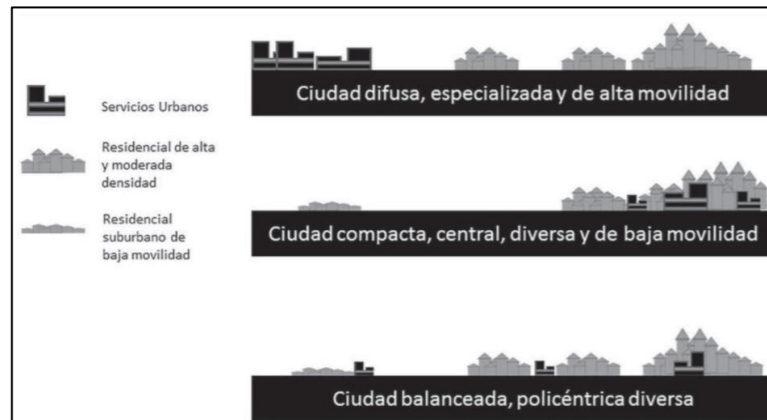 Servicios Urbanos
Residencial de alta
y moderada
densidad
Residencial
suburbano de
baja movilidad
Ciudad difusa, especializada y de alta movilidad
Ciudad compacta, central, diversa y de baja movilidad
Ciudad balanceada, policéntrica diversa